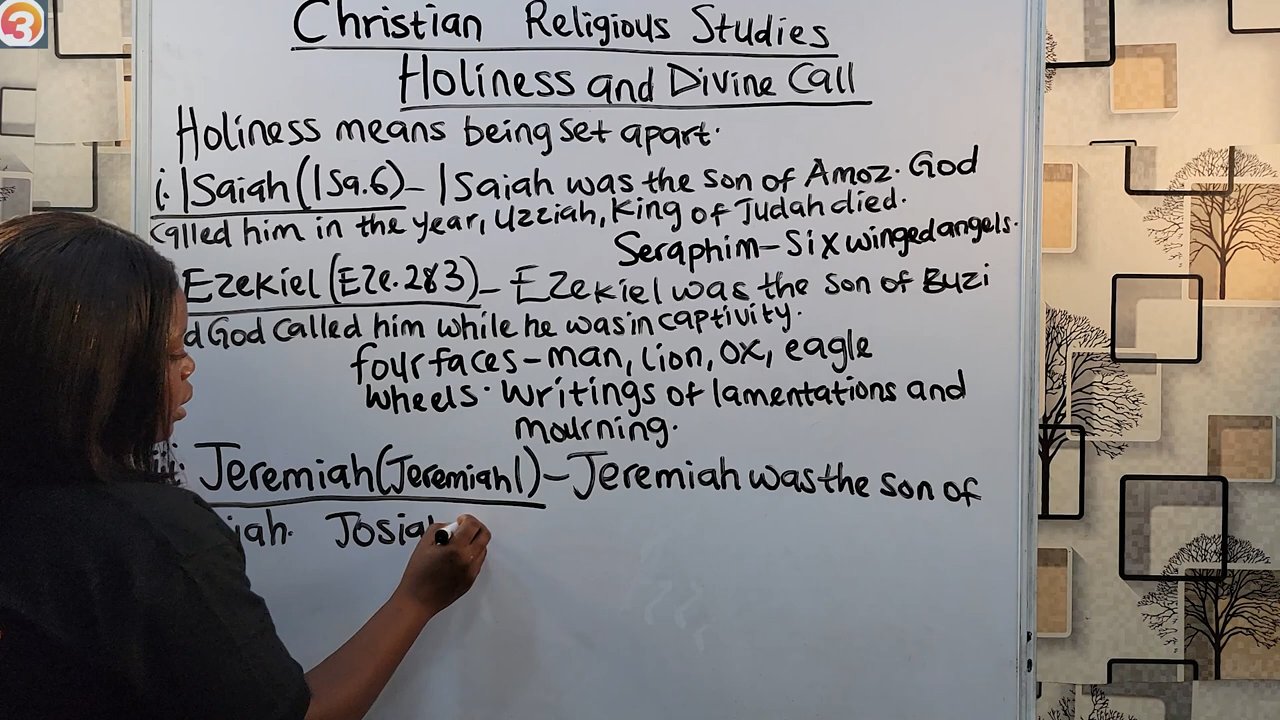 3
Christian Religious Studies
Holiness and Divine Call
Holiness means being set apart.
i. Isaiah (Isa.6) - Isaiah was the son of Amoz. God
called him in the year, Uzziah, King of Judah died.
Seraphim - Six winged angels.
Ezekiel (Eze.2&3) - Ezekiel was the son of Buzi
God called him while he was in captivity.
four faces - man, lion, ox, eagle
wheels. Writings of lamentations and
mourning.
Jeremiah (Jeremiah 1) - Jeremiah was the son of
iah. Josia